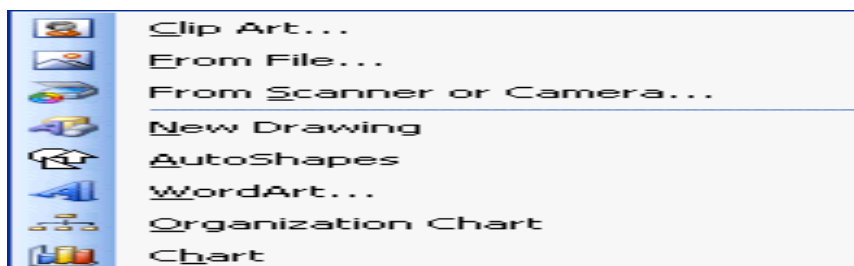 Clip Art...
From File...
From Scanner or Camera...
New Drawing
AutoShapes
WordArt...
Organization Chart
Chart